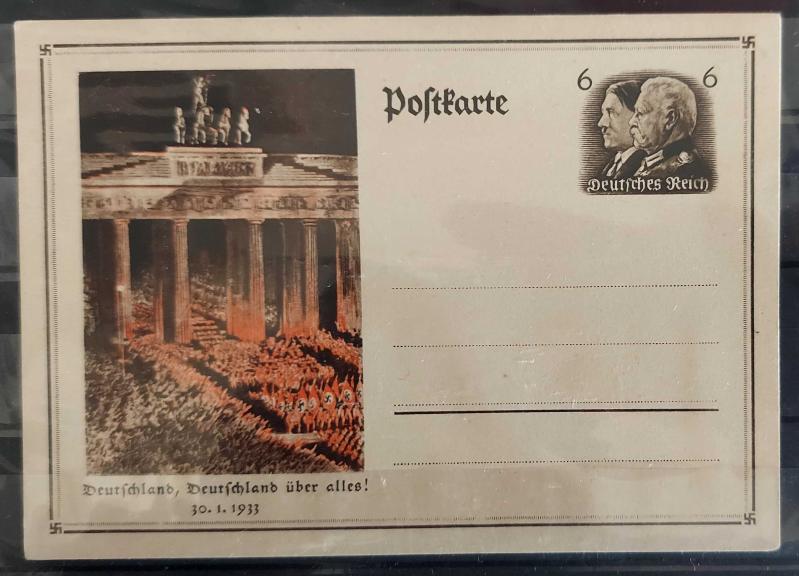 Poſtkarte
6 6
Deutſches Reich
Deutſchland, Deutſchland über alles!
30. 1. 1933